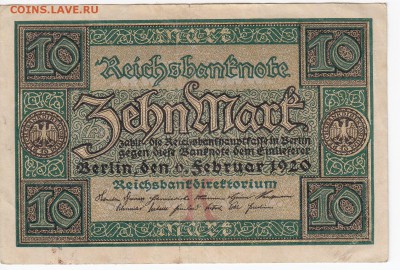 COINS.LAVE.RU
10 10
Reichsbanknote
Zehn Mark
zahlt die Reichsbankhauptkasse in Berlin
gegen diese Banknote dem Einlieferer
Berlin, den 6. Februar 1920
Reichsbankdirektorium
10 10